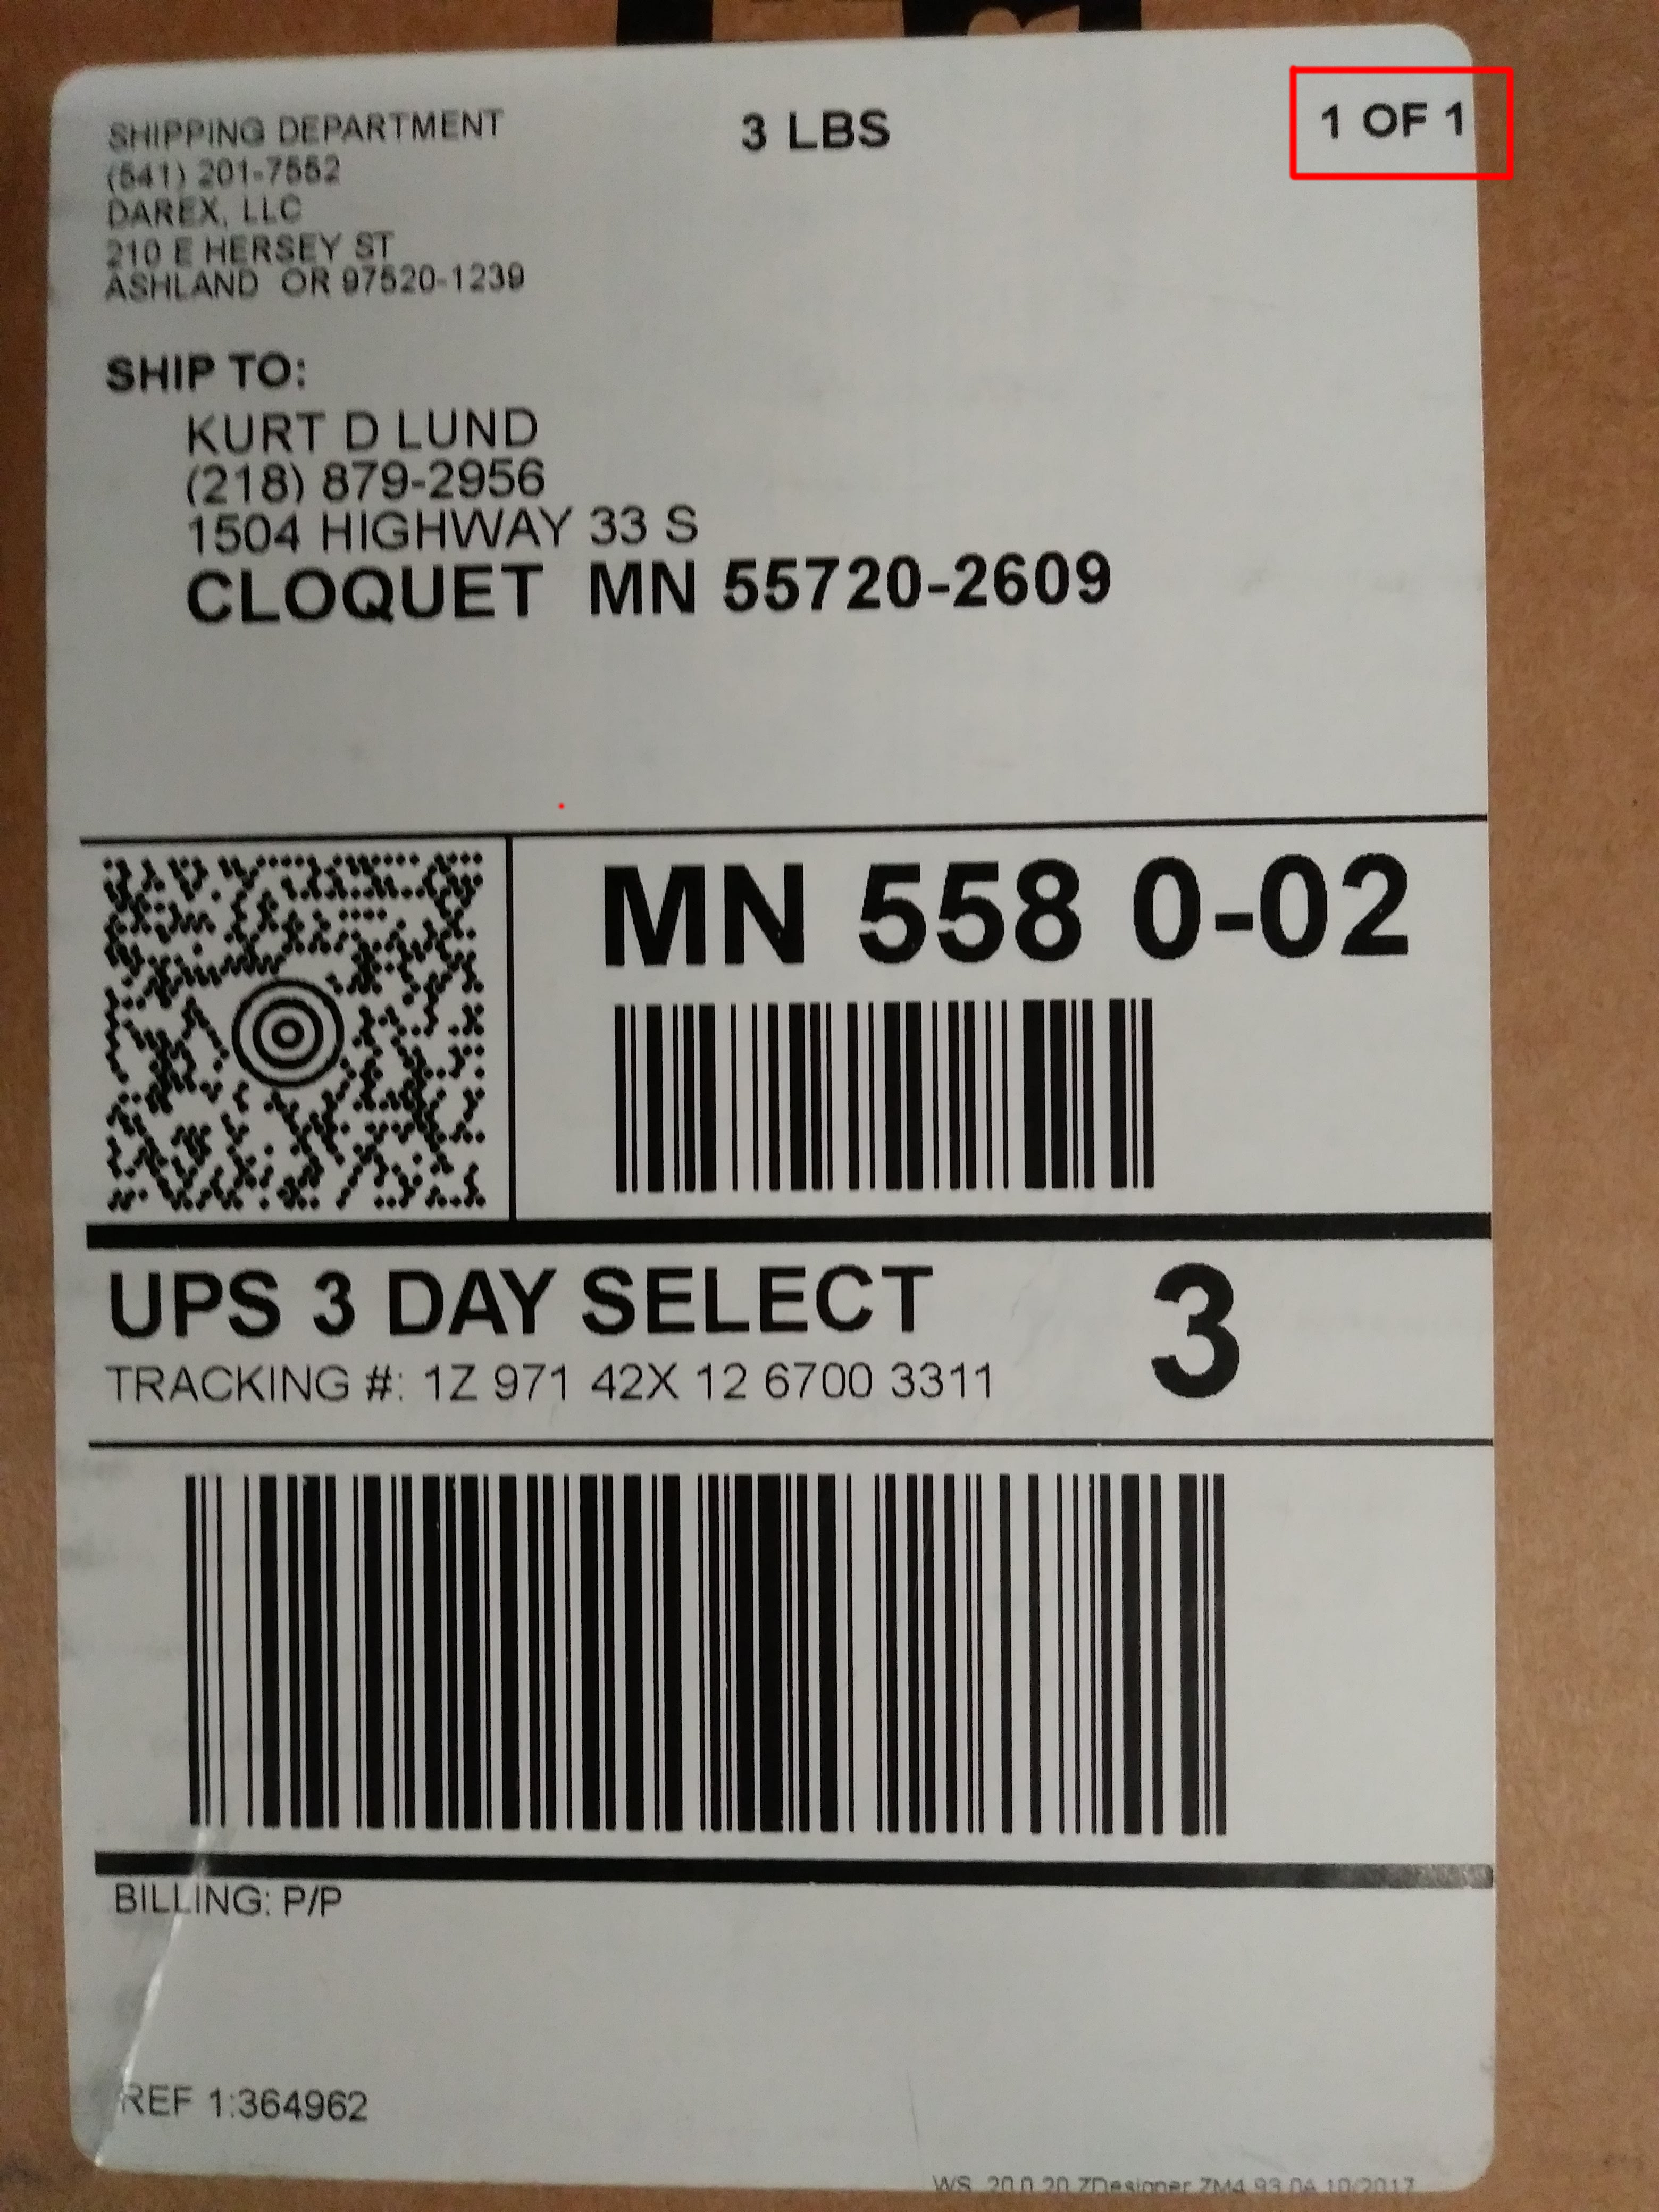 SHIPPING DEPARTMENT
(541) 201-7552
DAREX, LLC
210 E HERSEY ST
ASHLAND OR 97520-1239
3 LBS
1 OF 1
SHIP TO:
KURT D LUND
(218) 879-2956
1504 HIGHWAY 33 S
CLOQUET MN 55720-2609
MN 558 0-02
UPS 3 DAY SELECT
TRACKING #: 1Z 971 42X 12 6700 3311
3
BILLING: P/P
REF 1:364962
WS 20.0.20 ZDesigner ZM4 93.0A 10/2017